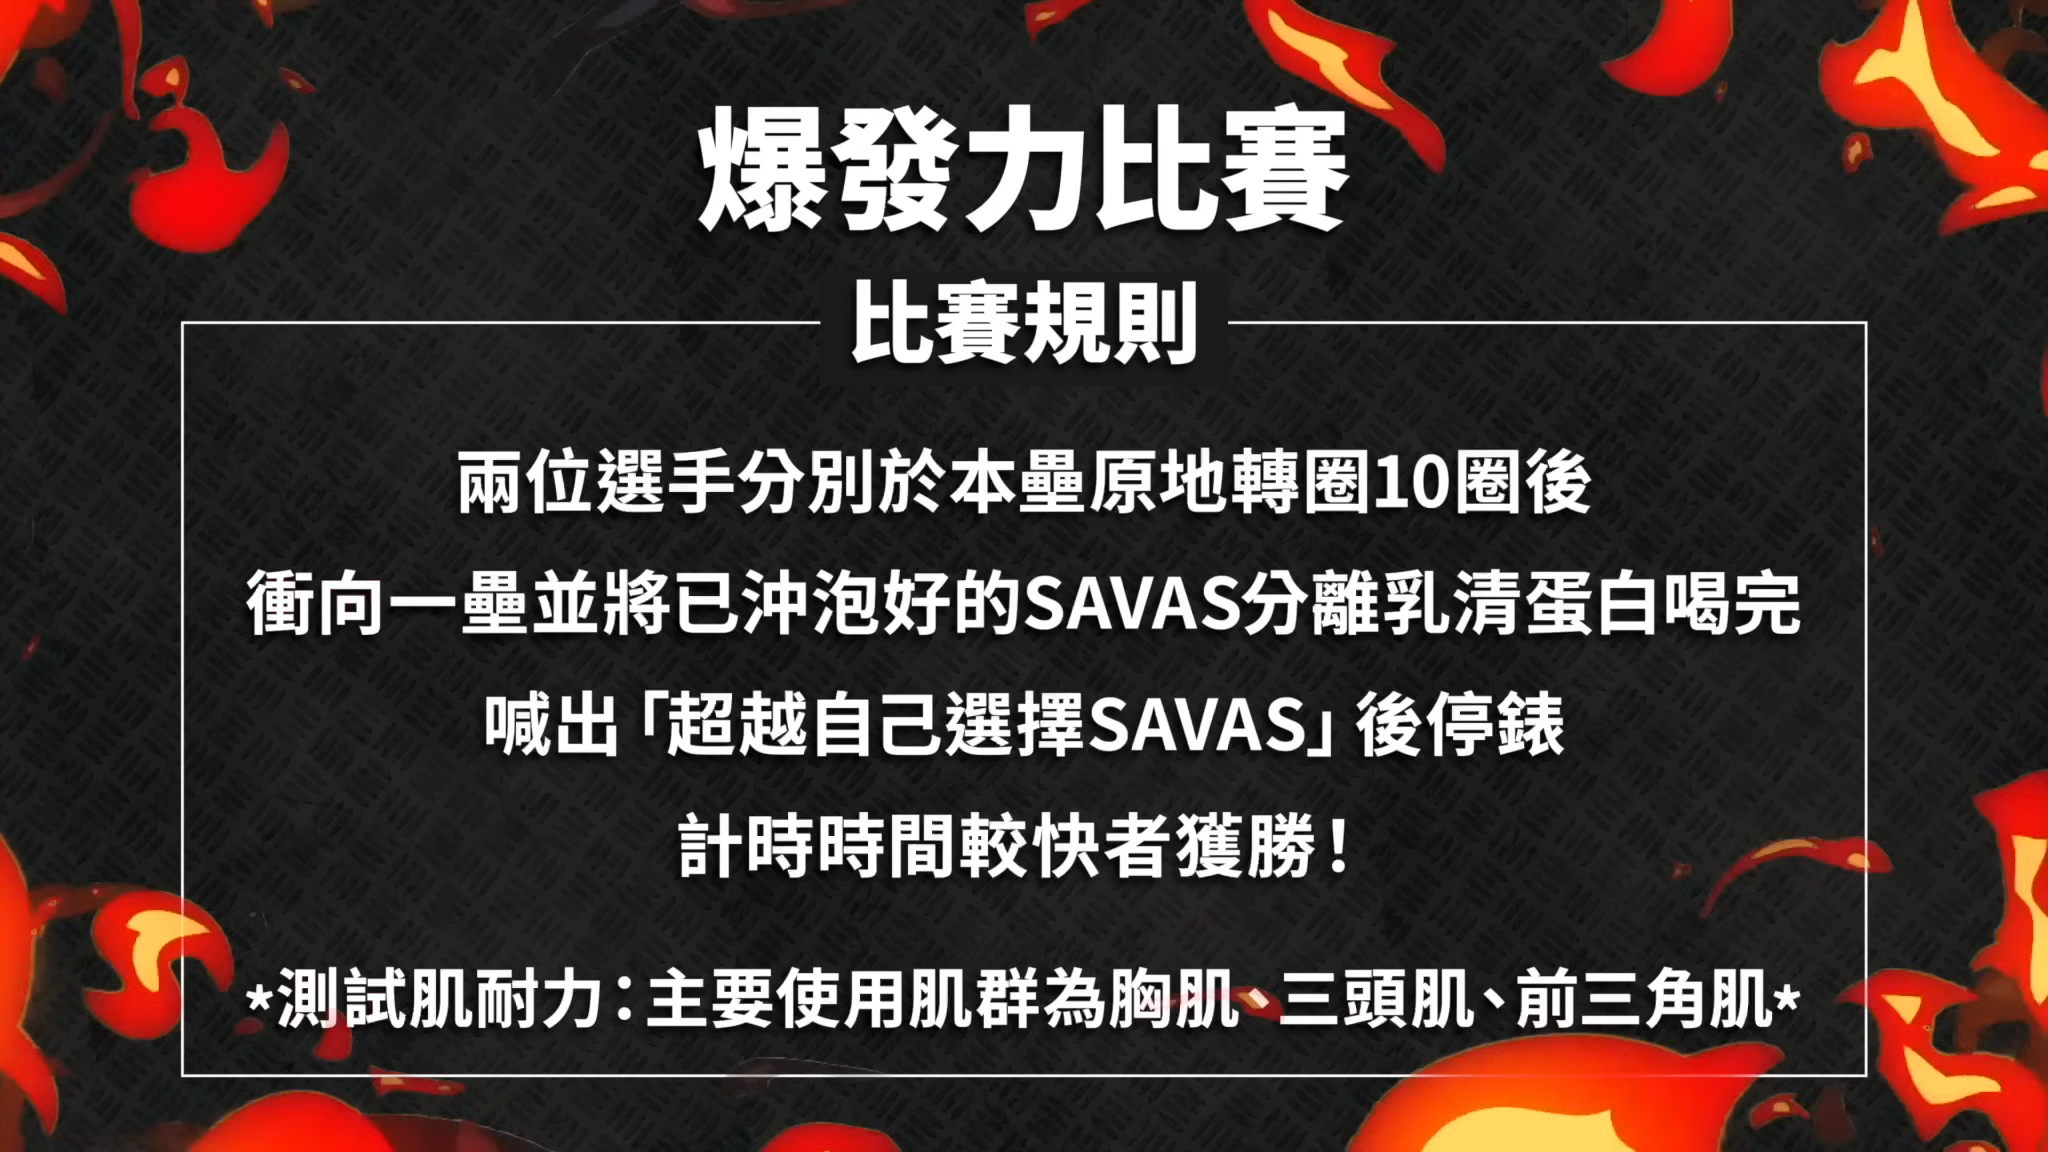 爆發力比賽
比賽規則
兩位選手分別於本壘原地轉圈10圈後
衝向一壘並將已沖泡好的SAVAS分離乳清蛋白喝完
喊出「超越自己選擇SAVAS」後停錶
計時時間較快者獲勝！
*測試肌耐力：主要使用肌群為胸肌、三頭肌、前三角肌*